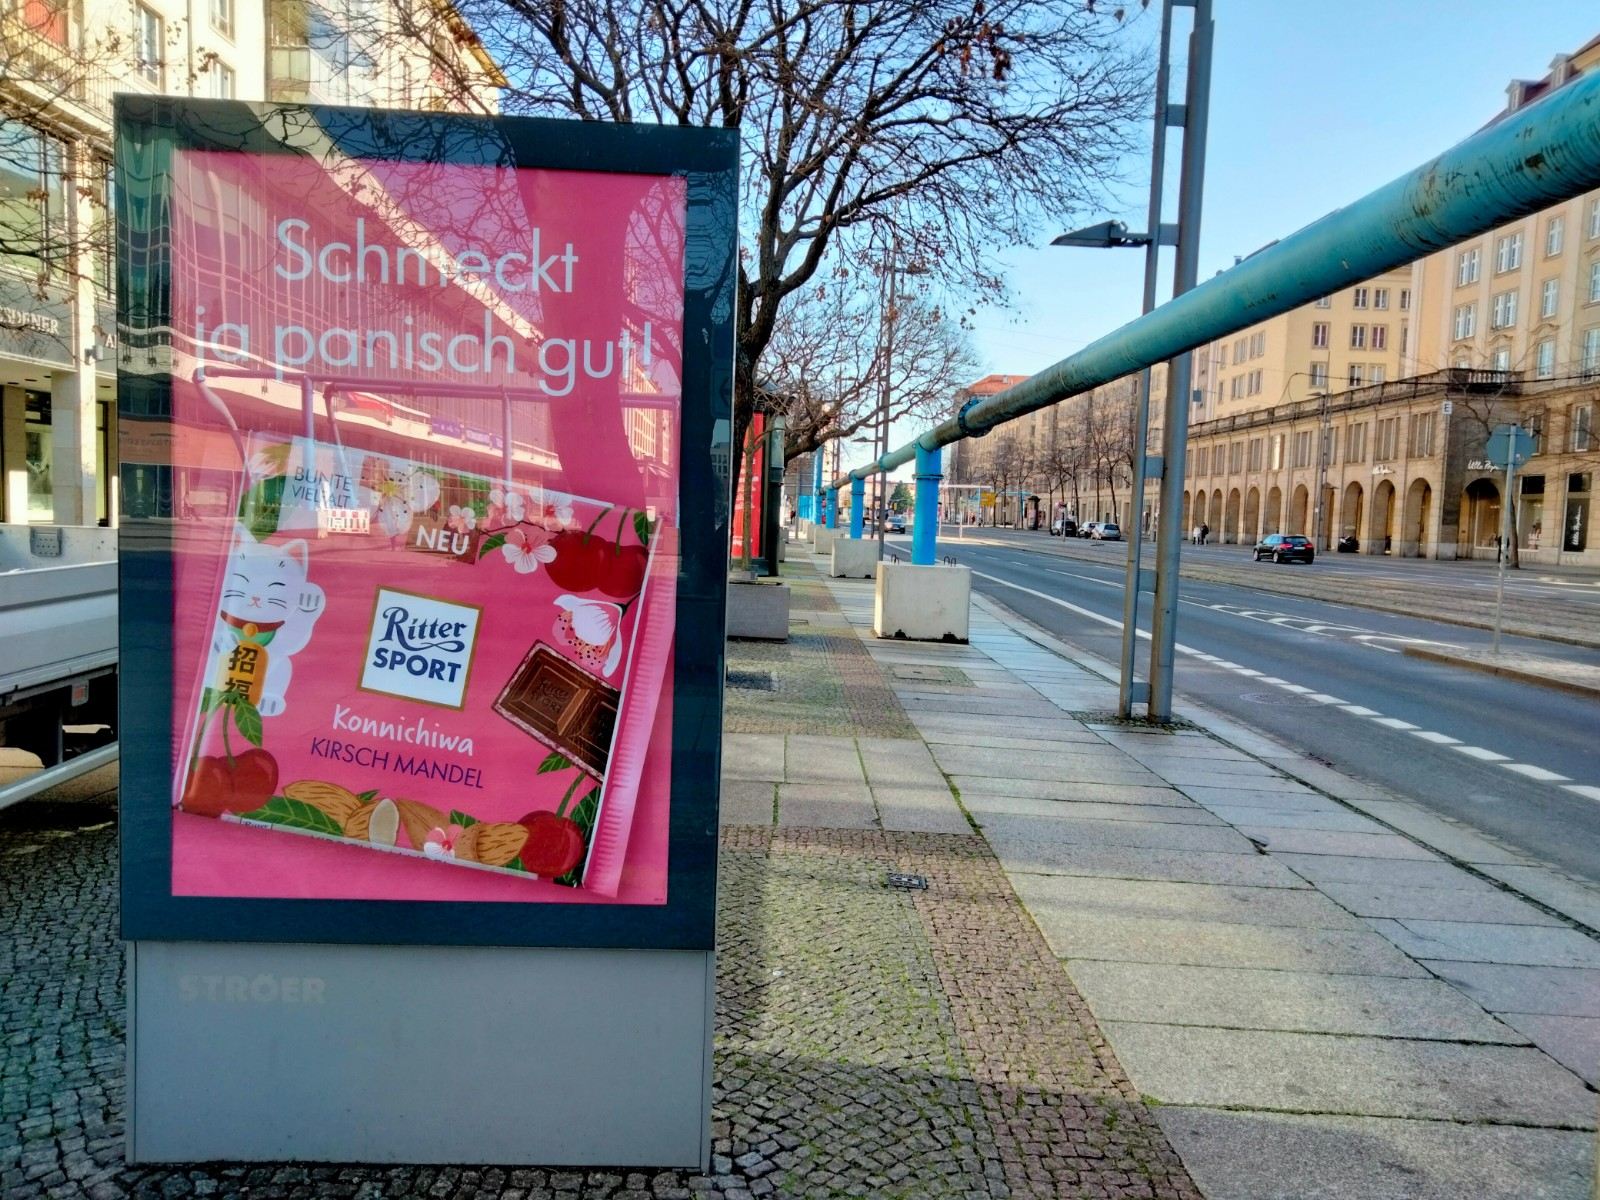 Schmeckt
ja panisch gut!
BUNTE
VIELFALT
NEU
Ritter
SPORT
招
福
Konnichiwa
KIRSCH MANDEL
STRÖER
E